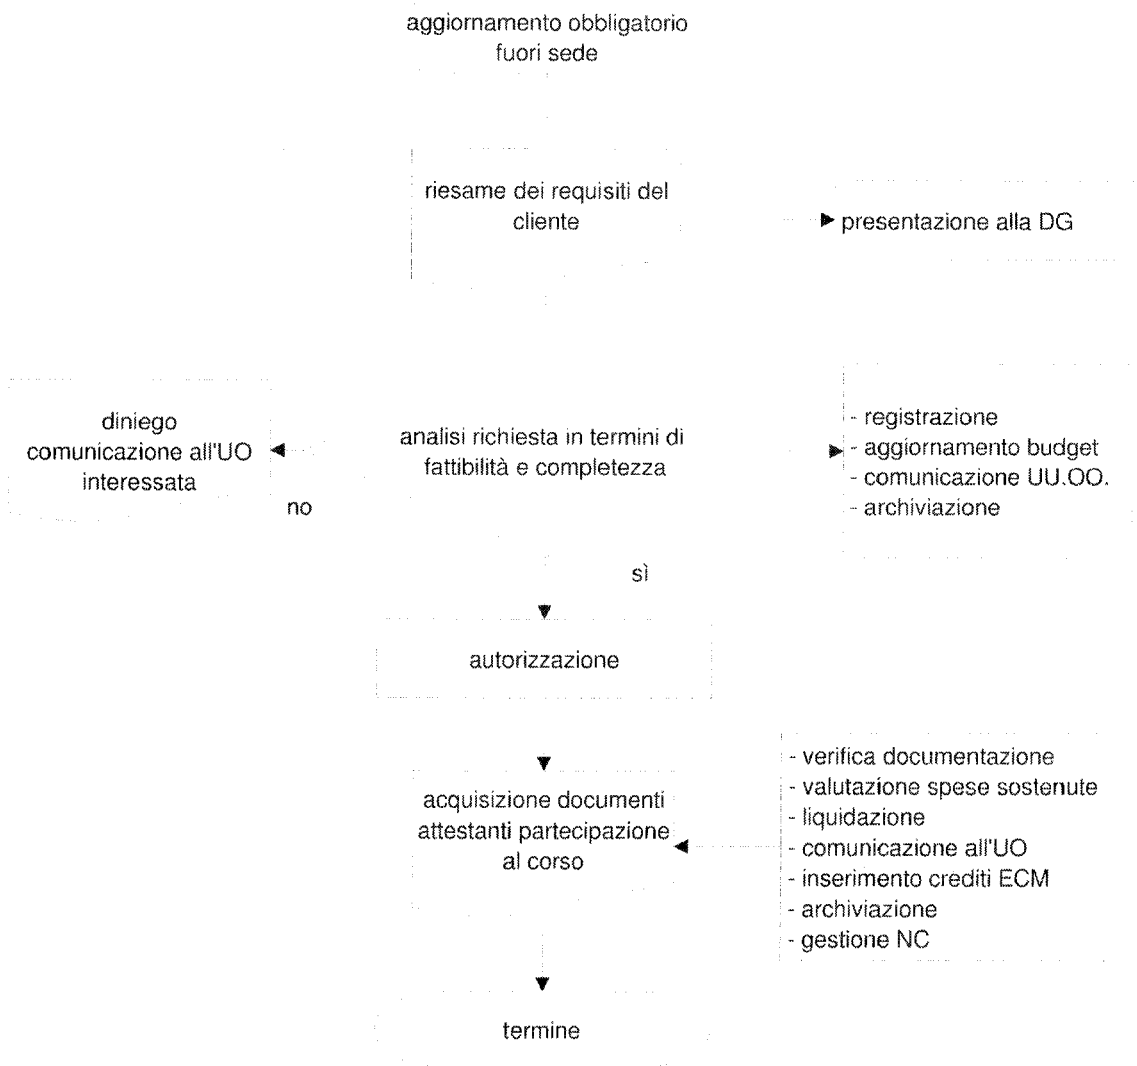 aggiornamento obbligatorio
fuori sede
riesame dei requisiti del
cliente
presentazione alla DG
diniego
comunicazione all'UO
interessata
no
analisi richiesta in termini di
fattibilità e completezza
- registrazione
- aggiornamento budget
- comunicazione UU.OO.
- archiviazione
sì
autorizzazione
acquisizione documenti
attestanti partecipazione
al corso
- verifica documentazione
- valutazione spese sostenute
- liquidazione
- comunicazione all'UO
- inserimento crediti ECM
- archiviazione
- gestione NC
termine